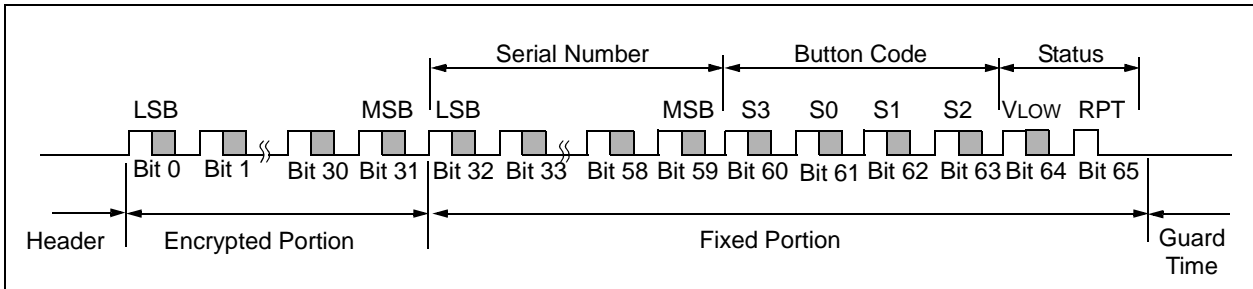 Serial Number Button Code Status
LSB MSB LSB MSB S3 S0 S1 S2 VLOW RPT
Bit 0 Bit 1 Bit 30 Bit 31 Bit 32 Bit 33 Bit 58 Bit 59 Bit 60 Bit 61 Bit 62 Bit 63 Bit 64 Bit 65
Header Encrypted Portion Fixed Portion Guard
Time